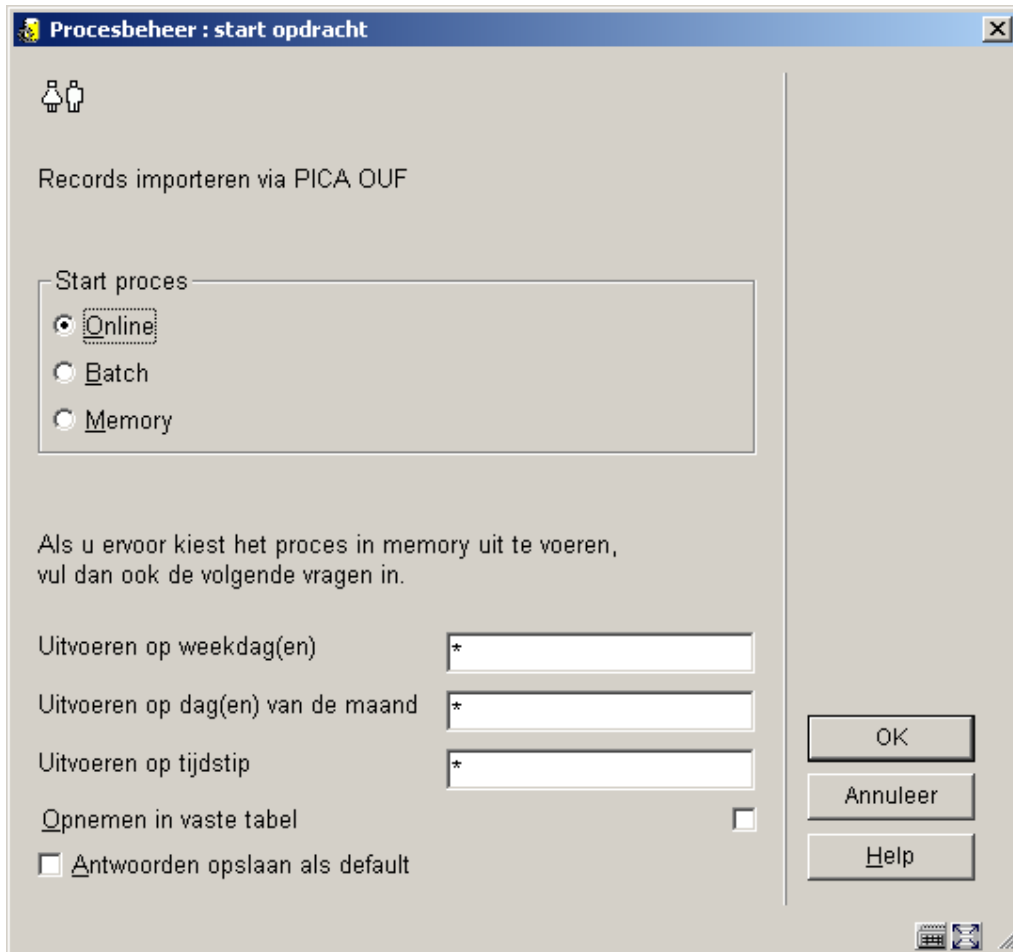 Procesbeheer : start opdracht
Records importeren via PICA OUF
Start proces
Online
Batch
Memory
Als u ervoor kiest het proces in memory uit te voeren,
vul dan ook de volgende vragen in.
Uitvoeren op weekdag(en) *
Uitvoeren op dag(en) van de maand *
Uitvoeren op tijdstip *
Opnemen in vaste tabel
Antwoorden opslaan als default
OK
Annuleer
Help